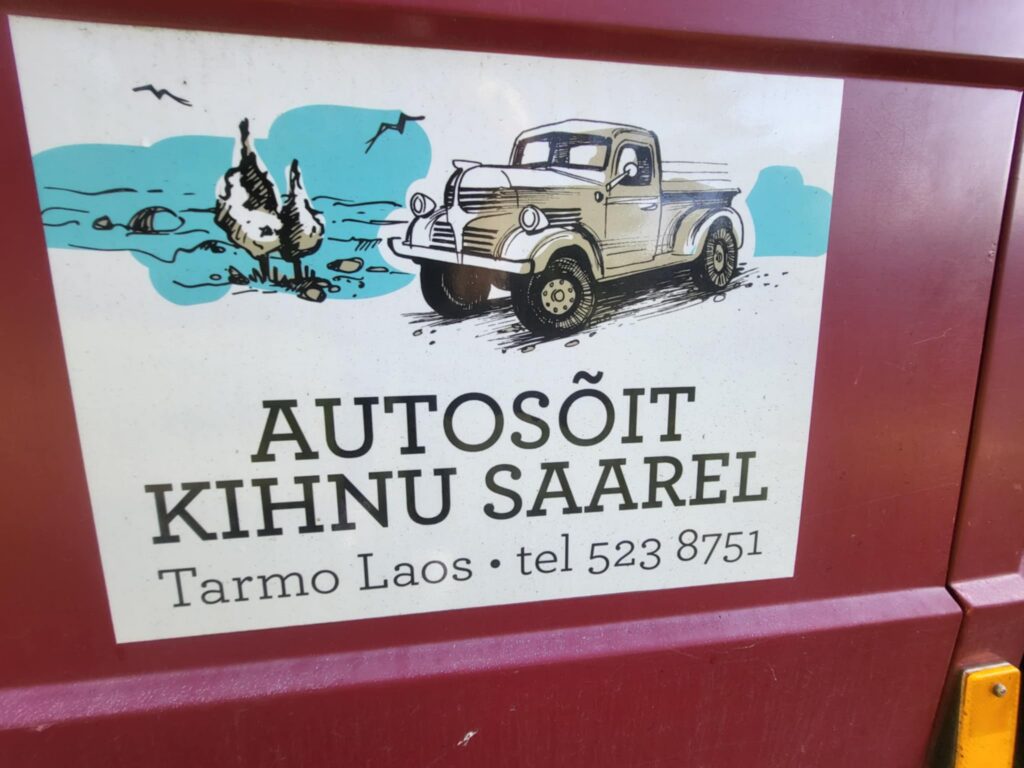 AUTOSÕIT
KIHNU SAAREL
Tarmo Laos • tel 523 8751